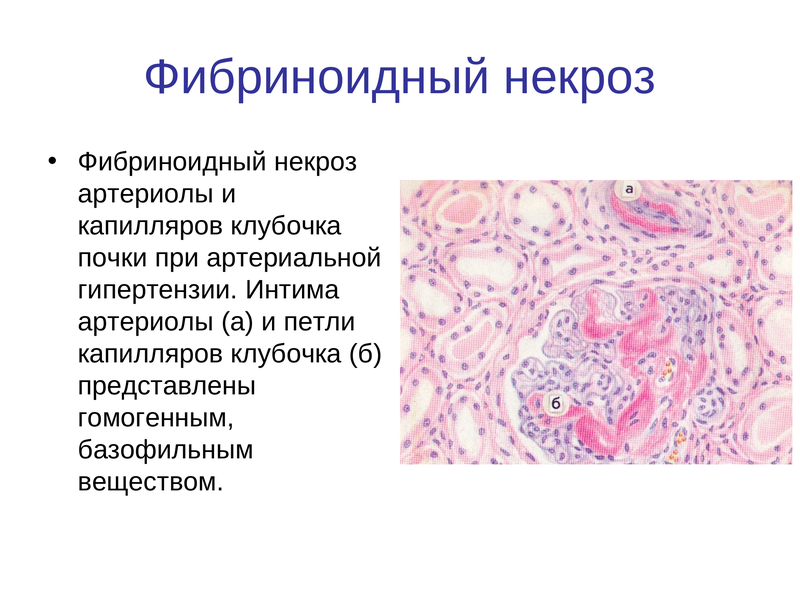 Фибриноидный некроз
• Фибриноидный некроз
артериолы и
капилляров клубочка
почки при артериальной
гипертензии. Интима
артериолы (а) и петли
капилляров клубочка (б)
представлены
гомогенным,
базофильным
веществом.
а
б